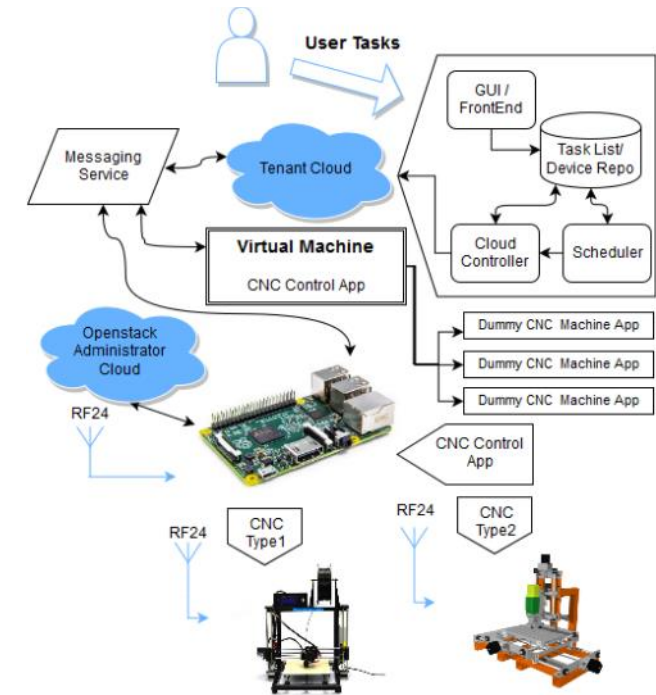 User Tasks
GUI /
FrontEnd
Task List/
Device Repo
Messaging
Service
Tenant Cloud
Cloud
Controller
Scheduler
Virtual Machine
CNC Control App
Dummy CNC Machine App
Dummy CNC Machine App
Dummy CNC Machine App
Openstack
Administrator
Cloud
RF24
CNC Control
App
RF24
CNC
Type1
RF24
CNC
Type2